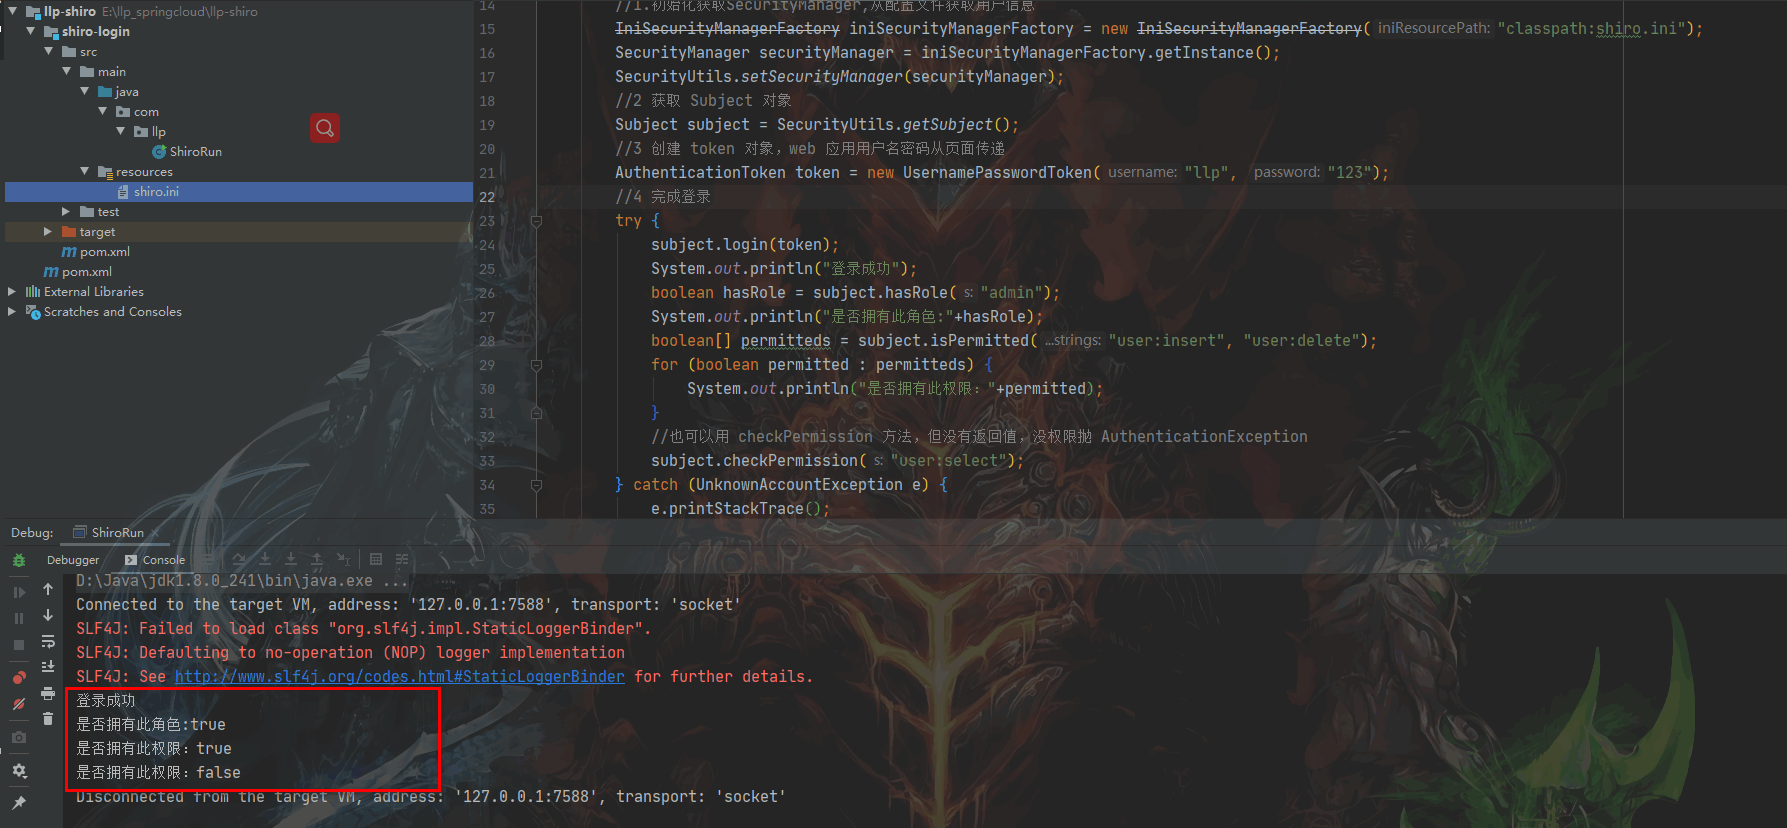 llp-shiro E:\llp_springcloud\llp-shiro
shiro-login
src
main
java
com
llp
ShiroRun
resources
shiro.ini
test
target
pom.xml
pom.xml
External Libraries
Scratches and Consoles
14 //1.初始化获取SecurityManager,从配置文件获取用户信息
15 IniSecurityManagerFactory iniSecurityManagerFactory = new IniSecurityManagerFactory( iniResourcePath: "classpath:shiro.ini");
16 SecurityManager securityManager = iniSecurityManagerFactory.getInstance();
17 SecurityUtils.setSecurityManager(securityManager);
18 //2 获取 Subject 对象
19 Subject subject = SecurityUtils.getSubject();
20 //3 创建 token 对象，web 应用用户名密码从页面传递
21 AuthenticationToken token = new UsernamePasswordToken( username: "llp", password: "123");
22 //4 完成登录
23 try {
24 subject.login(token);
25 System.out.println("登录成功");
26 boolean hasRole = subject.hasRole( s: "admin");
27 System.out.println("是否拥有此角色:"+hasRole);
28 boolean[] permitteds = subject.isPermitted( ...strings: "user:insert", "user:delete");
29 for (boolean permitted : permitteds) {
30 System.out.println("是否拥有此权限："+permitted);
31 }
32 //也可以用 checkPermission 方法，但没有返回值，没权限抛 AuthenticationException
33 subject.checkPermission( s: "user:select");
34 } catch (UnknownAccountException e) {
35 e.printStackTrace();
Debug: ShiroRun
Debugger Console
D:\Java\jdk1.8.0_241\bin\java.exe ...
Connected to the target VM, address: '127.0.0.1:7588', transport: 'socket'
SLF4J: Failed to load class "org.slf4j.impl.StaticLoggerBinder".
SLF4J: Defaulting to no-operation (NOP) logger implementation
SLF4J: See http://www.slf4j.org/codes.html#StaticLoggerBinder for further details.
登录成功
是否拥有此角色:true
是否拥有此权限：true
是否拥有此权限：false
Disconnected from the target VM, address: '127.0.0.1:7588', transport: 'socket'